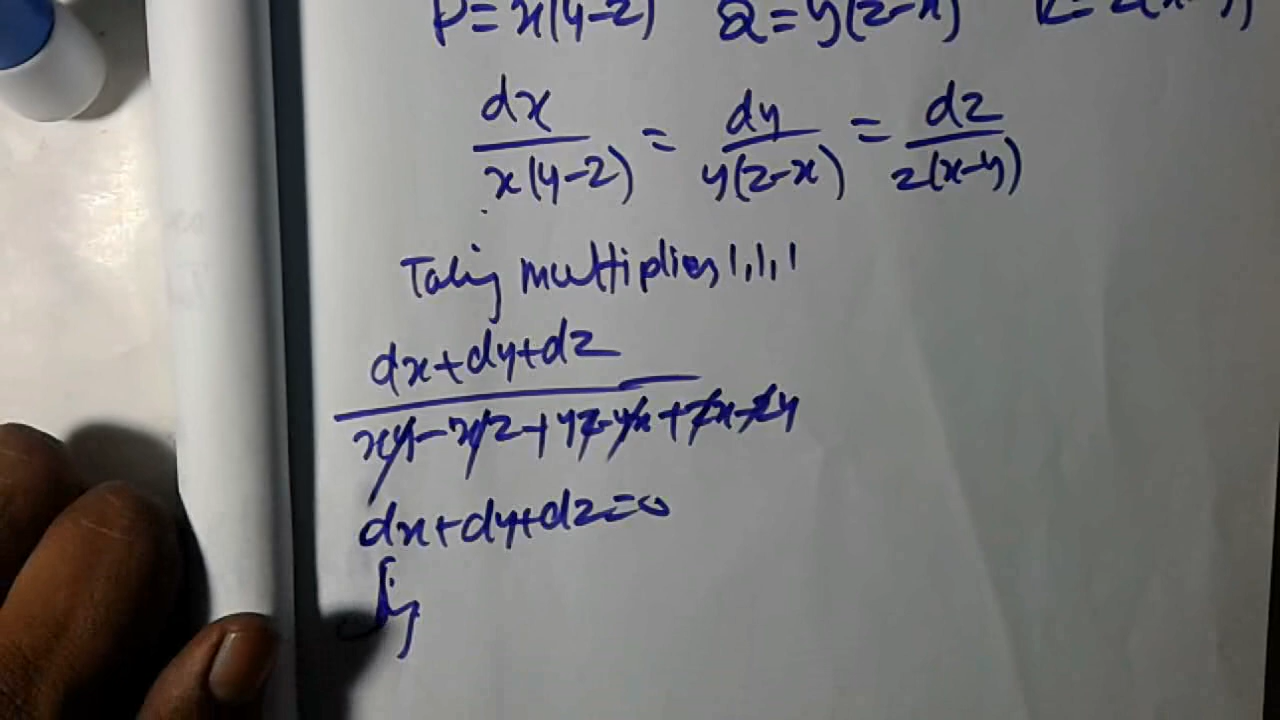 P = x(y-z) Q = y(z-x) R = z(x-y)
dx/x(y-z) = dy/y(z-x) = dz/z(x-y)
Taking multiplies 1,1,1
dx+dy+dz
xy-xz+yz-yx+zx-zy
dx+dy+dz=0